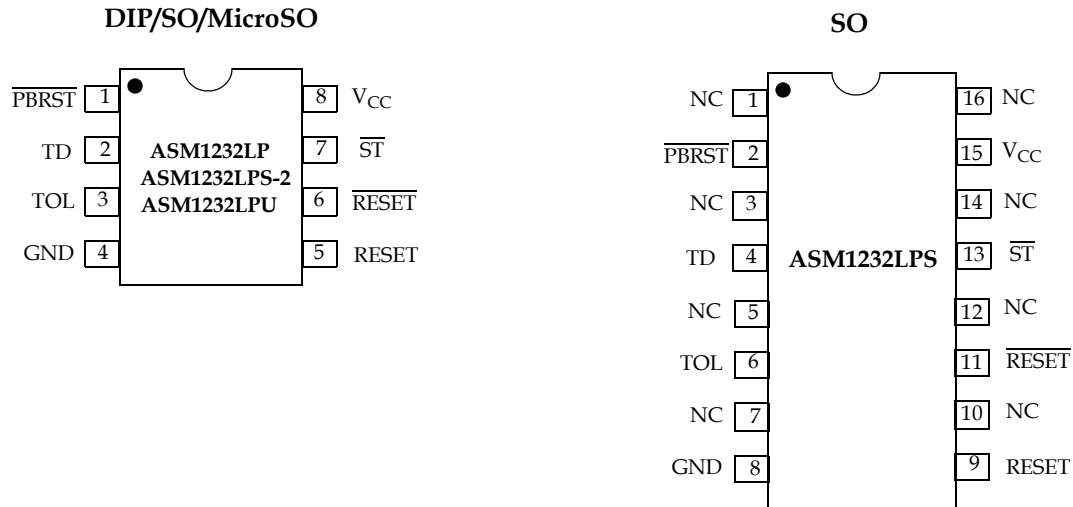 DIP/SO/MicroSO
PBRST 1
TD 2
TOL 3
GND 4
ASM1232LP
ASM1232LPS-2
ASM1232LPU
8 VCC
7 ST
6 RESET
5 RESET
SO
NC 1
PBRST 2
NC 3
TD 4
NC 5
TOL 6
NC 7
GND 8
ASM1232LPS
16 NC
15 VCC
14 NC
13 ST
12 NC
11 RESET
10 NC
9 RESET